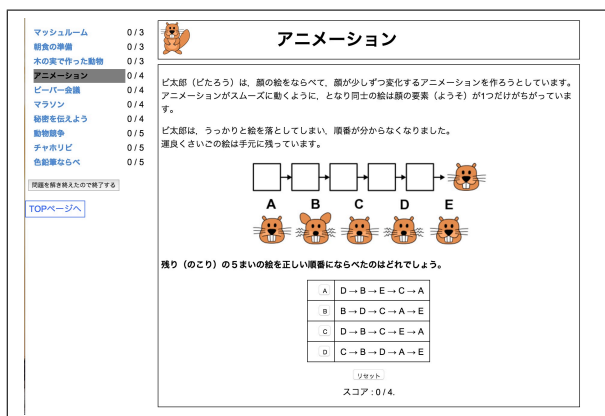 マッシュルーム 0 / 3
朝食の準備 0 / 3
木の実で作った動物 0 / 3
アニメーション 0 / 4
ビーバー会議 0 / 4
マラソン 0 / 4
秘密を伝えよう 0 / 4
動物競争 0 / 5
チャホリビ 0 / 5
色鉛筆ならべ 0 / 5
問題を解き終えたので終了する
TOPページへ
アニメーション
ピ太郎（ピたろう）は，顔の絵をならべて，顔が少しずつ変化するアニメーションを作ろうとしています。
アニメーションがスムーズに動くように，となり同士の絵は顔の要素（ようそ）が1つだけがちがっていま
す。
ピ太郎は，うっかりと絵を落としてしまい，順番が分からなくなりました。
運良くさいごの絵は手元に残っています。
A B C D E
残り（のこり）の５まいの絵を正しい順番にならべたのはどれでしょう。
A D → B → E → C → A
B B → D → C → A → E
C D → B → C → E → A
D C → B → D → A → E
リセット
スコア : 0 / 4.